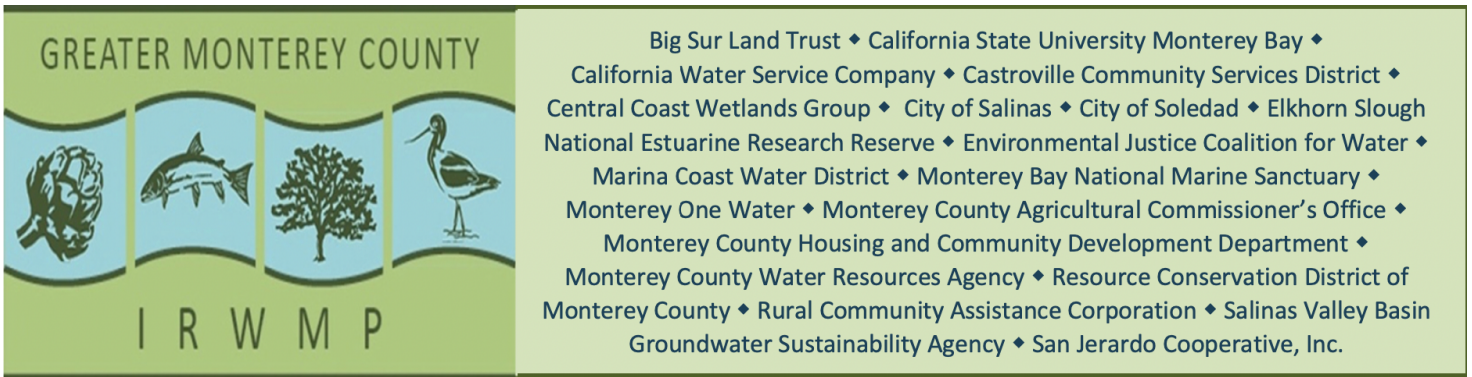 GREATER MONTEREY COUNTY
I R W M P
Big Sur Land Trust ◆ California State University Monterey Bay ◆
California Water Service Company ◆ Castroville Community Services District ◆
Central Coast Wetlands Group ◆ City of Salinas ◆ City of Soledad ◆ Elkhorn Slough
National Estuarine Research Reserve ◆ Environmental Justice Coalition for Water ◆
Marina Coast Water District ◆ Monterey Bay National Marine Sanctuary ◆
Monterey One Water ◆ Monterey County Agricultural Commissioner’s Office ◆
Monterey County Housing and Community Development Department ◆
Monterey County Water Resources Agency ◆ Resource Conservation District of
Monterey County ◆ Rural Community Assistance Corporation ◆ Salinas Valley Basin
Groundwater Sustainability Agency ◆ San Jerardo Cooperative, Inc.